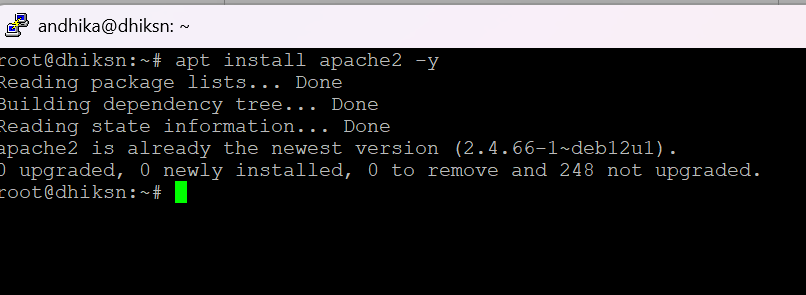 andhika@dhiksn: ~
root@dhiksn:~# apt install apache2 -y
Reading package lists... Done
Building dependency tree... Done
Reading state information... Done
apache2 is already the newest version (2.4.66-1~deb12u1).
0 upgraded, 0 newly installed, 0 to remove and 248 not upgraded.
root@dhiksn:~#